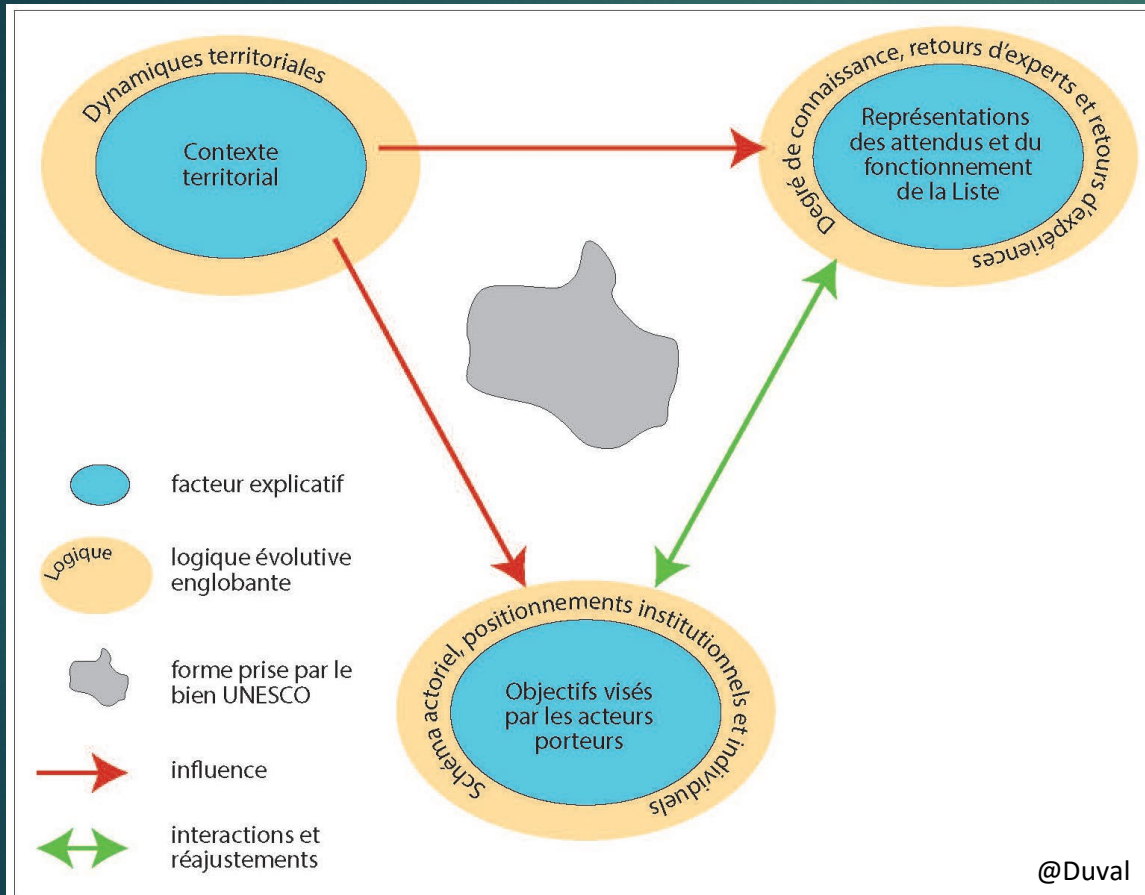 Dynamiques territoriales
Contexte
territorial
Degré de connaissance, retours d'experts et retours d'expériences
Représentations
des attendus et du
fonctionnement
de la Liste
facteur explicatif
Logique
logique évolutive
englobante
forme prise par le
bien UNESCO
influence
interactions et
réajustements
Schéma actoriel, positionnements institutionnels et individuels
Objectifs visés
par les acteurs
porteurs
@Duval